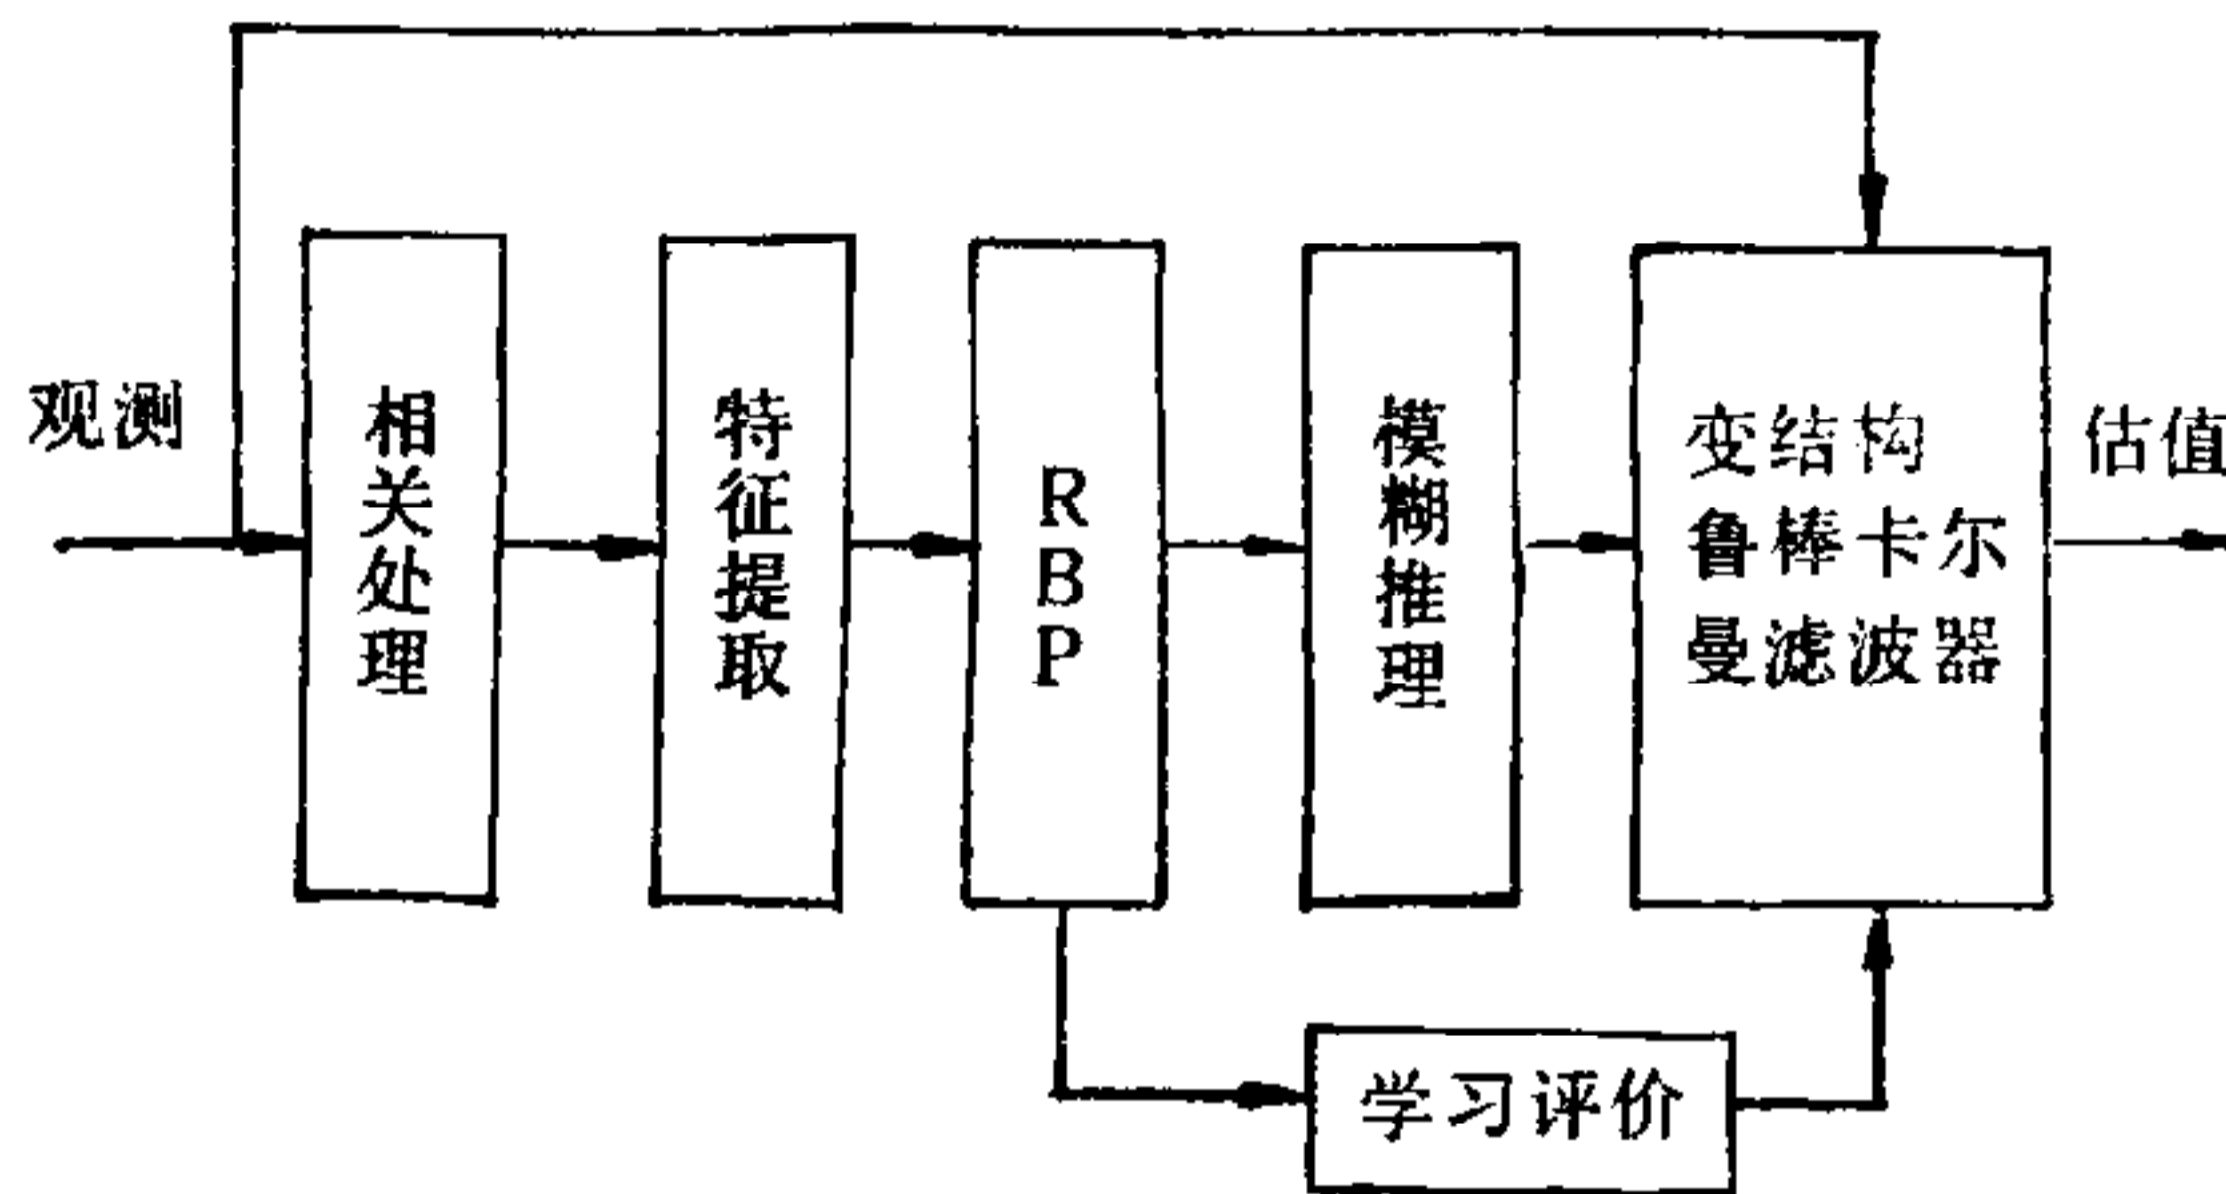 观测
相关处理
特征提取
RBP
模糊推理
变结构
鲁棒卡尔
曼滤波器
估值
学习评价